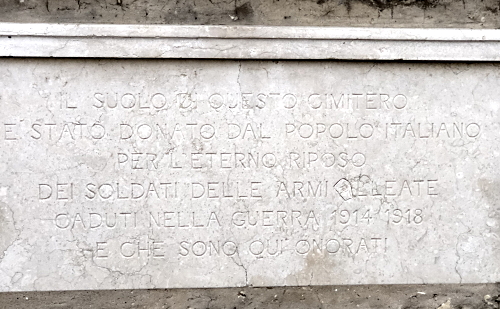 IL SUOLO DI QUESTO CIMITERO
E STATO DONATO DAL POPOLO ITALIANO
PER L'ETERNO RIPOSO
DEI SOLDATI DELLE ARMI ALLEATE
CADUTI NELLA GUERRA 1914-1918
E CHE SONO QUI ONORATI